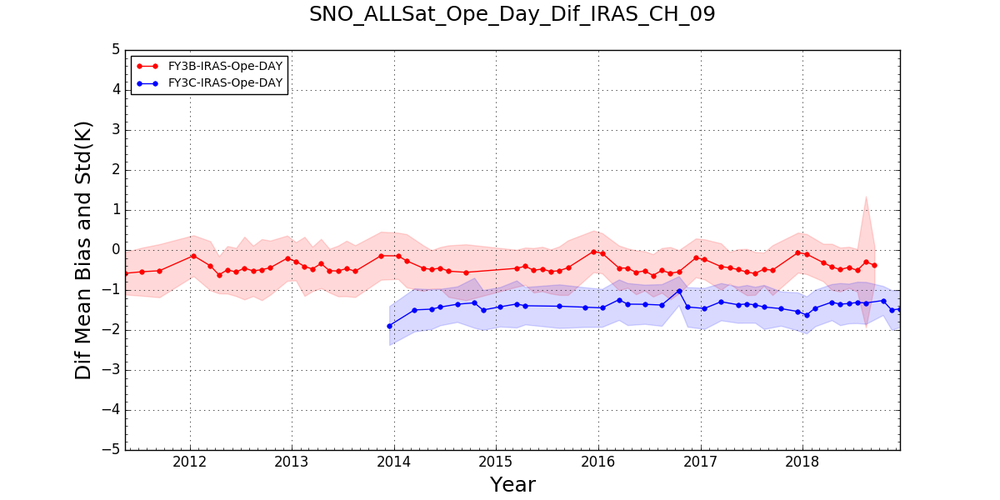 SNO_ALLSat_Ope_Day_Dif_IRAS_CH_09
FY3B-IRAS-Ope-DAY
FY3C-IRAS-Ope-DAY
Dif Mean Bias and Std(K)
5
4
3
2
1
0
−1
−2
−3
−4
−5
2012 2013 2014 2015 2016 2017 2018
Year